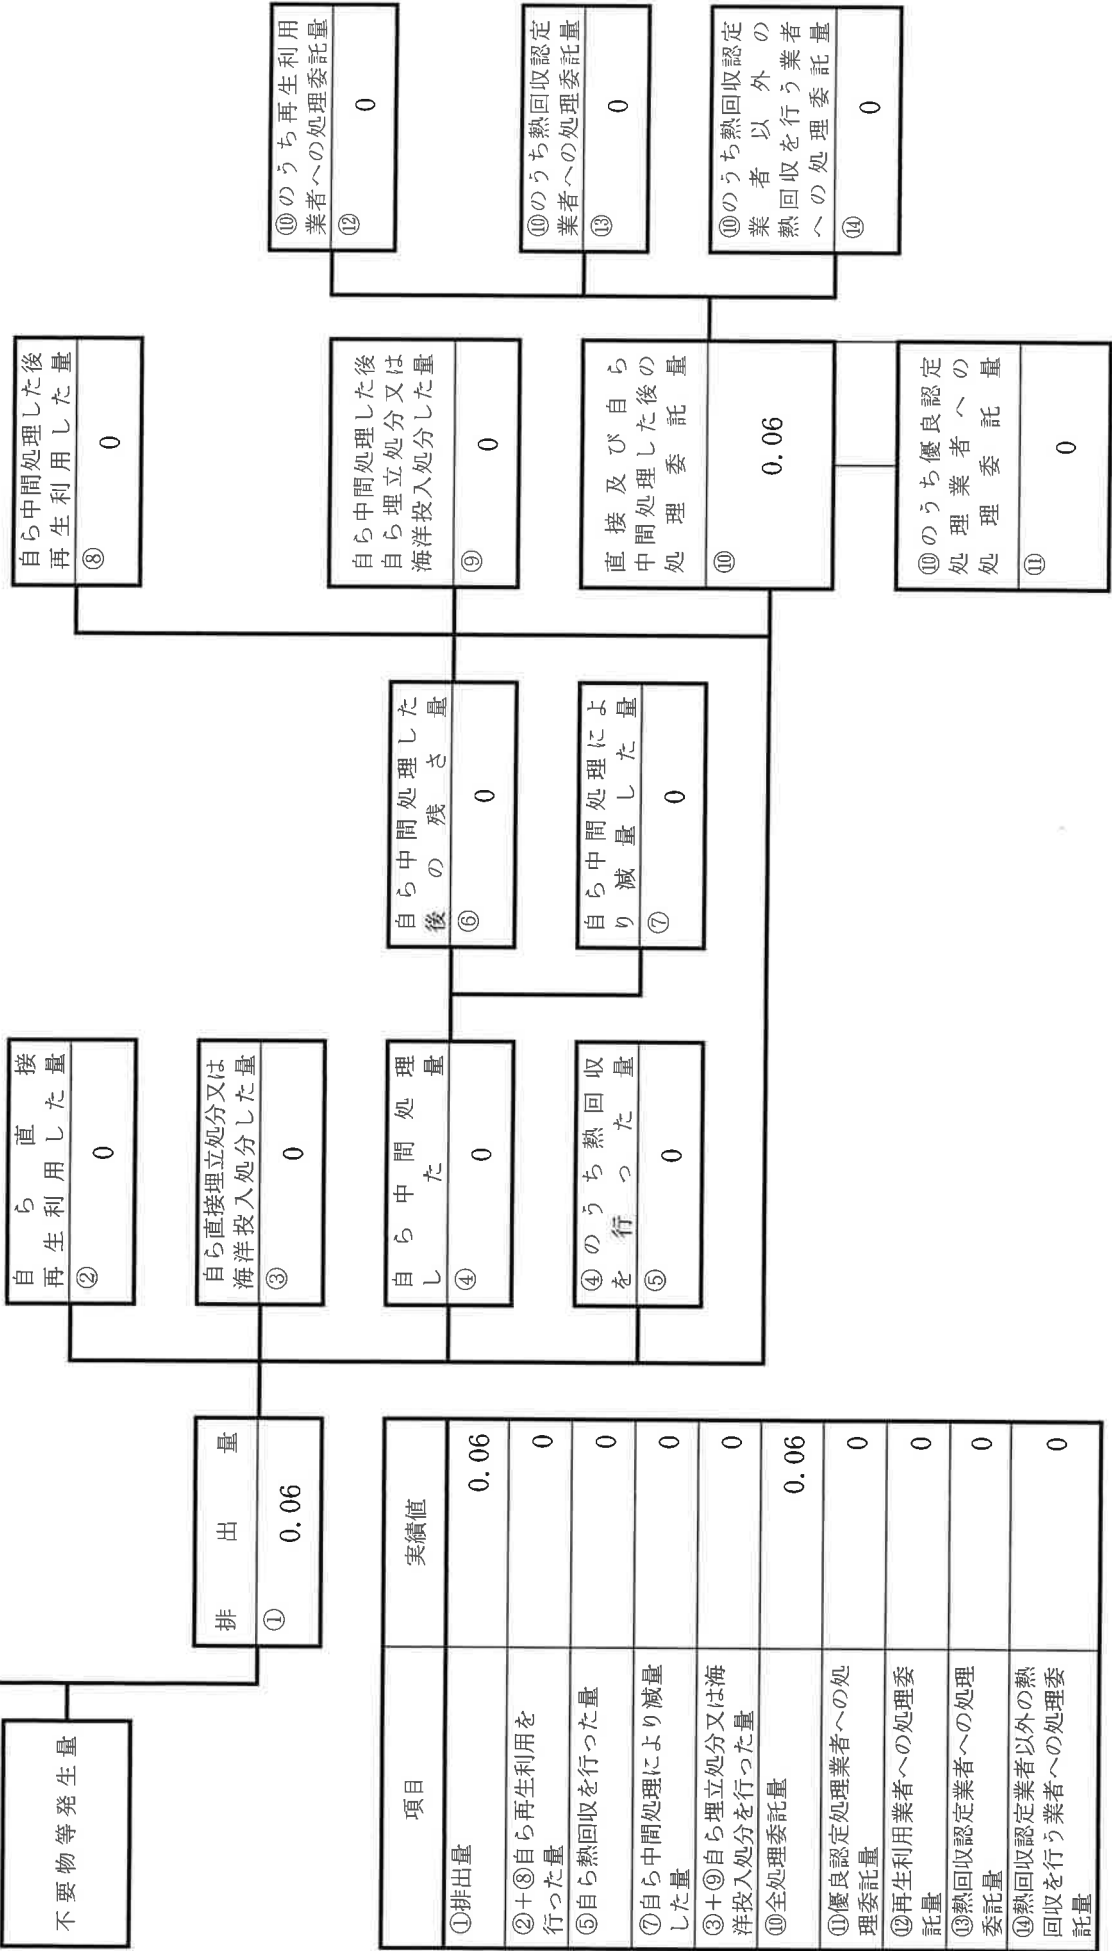 不要物等発生量
排出量
①
0.06
自ら直接
再生利用した量
②
0
自ら直接埋立処分又は
海洋投入処分した量
③
0
自ら中間処理
した量
④
0
④のうち熱回収
を行った量
⑤
0
自ら中間処理した
後の残さ量
⑥
0
自ら中間処理によ
り減量した量
⑦
0
自ら中間処理した後
再生利用した量
⑧
0
自ら中間処理した後
自ら埋立処分又は
海洋投入処分した量
⑨
0
直接及び自ら
中間処理した後の
処理委託量
⑩
0.06
⑩のうち優良認定
処理業者への
処理委託量
⑪
0
⑩のうち再生利用
業者への処理委託量
⑫
0
⑩のうち熱回収認定
業者への処理委託量
⑬
0
⑩のうち熱回収認定
業者以外の
熱回収を行う業者
への処理委託量
⑭
0
項目 実績値
①排出量 0.06
②+⑧自ら再生利用を
行った量 0
⑤自ら熱回収を行った量 0
⑦自ら中間処理により減量
した量 0
③+⑨自ら埋立処分又は海
洋投入処分を行った量 0
⑩全処理委託量 0.06
⑪優良認定処理業者への処
理委託量 0
⑫再生利用業者への処理委
託量 0
⑬熱回収認定業者への処理
委託量 0
⑭熱回収認定業者以外の熱
回収を行う業者への処理委
託量 0